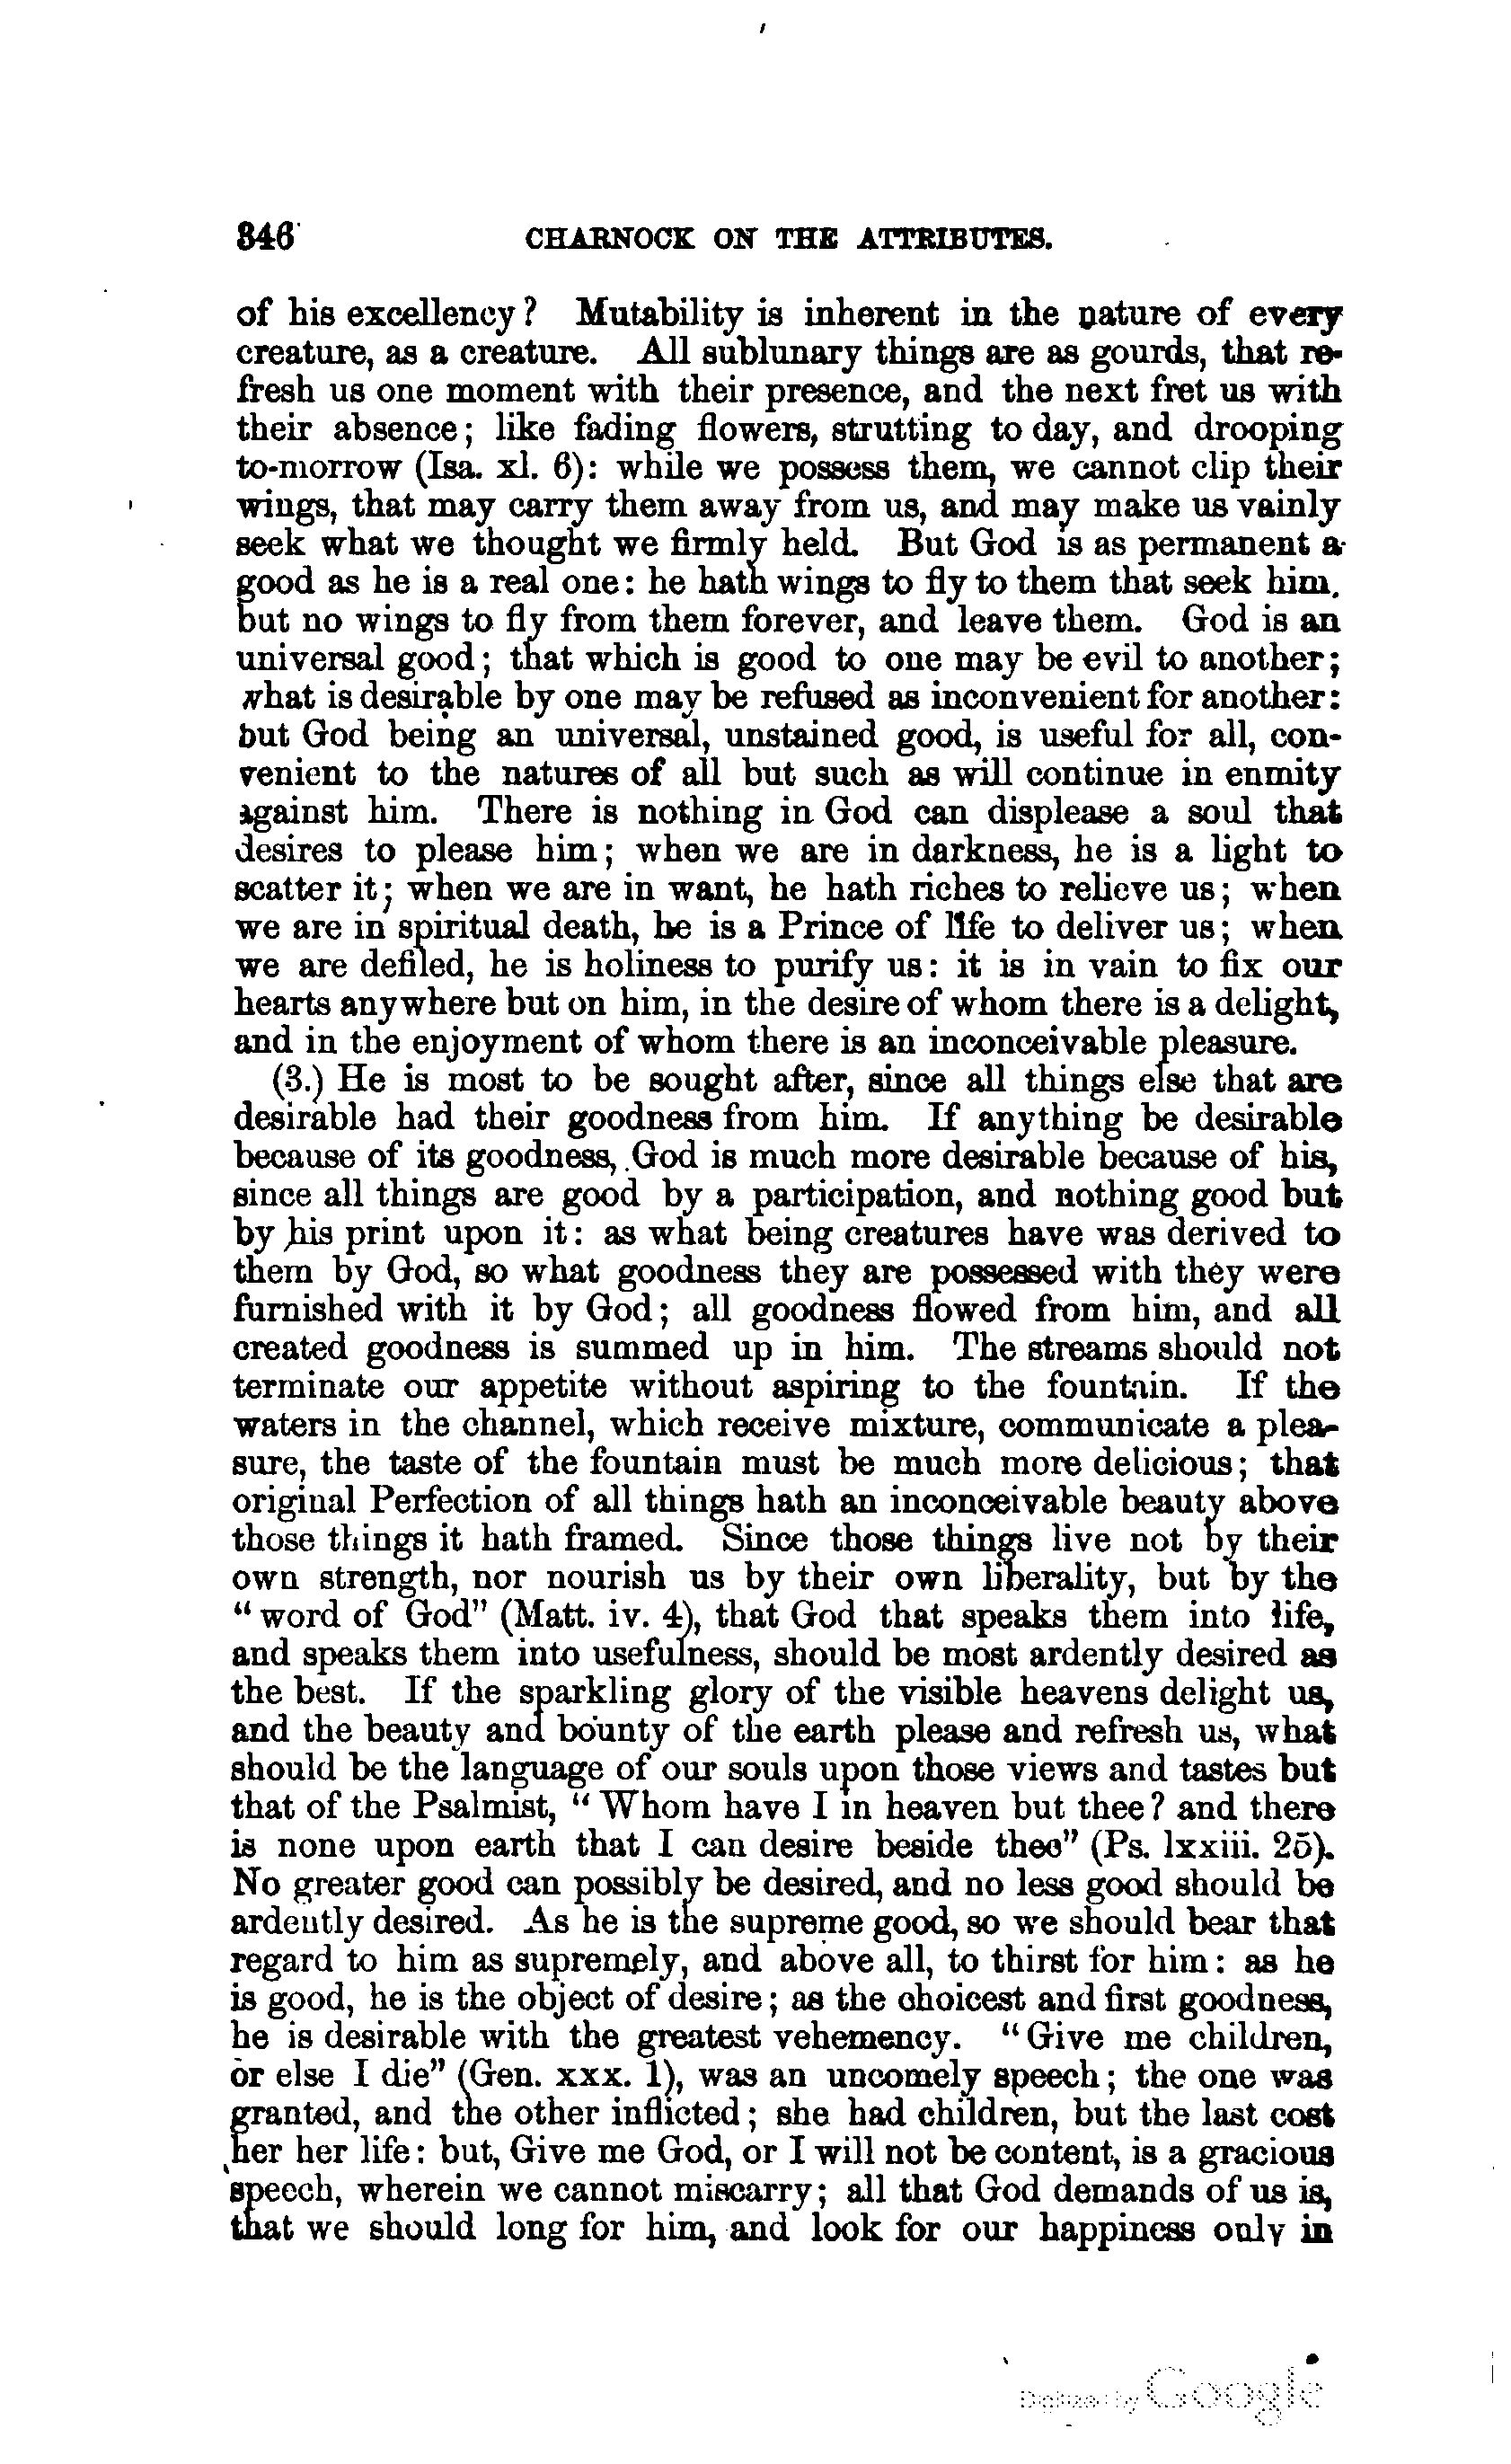 346 CHARNOCK ON THE ATTRIBUTES.
of his excellency? Mutability is inherent in the nature of every
creature, as a creature. All sublunary things are as gourds, that re-
fresh us one moment with their presence, and the next fret us with
their absence; like fading flowers, strutting to day, and drooping
to-morrow (Isa. xl. 6): while we possess them, we cannot clip their
wings, that may carry them away from us, and may make us vainly
seek what we thought we firmly held. But God is as permanent a
good as he is a real one: he hath wings to fly to them that seek him.
but no wings to fly from them forever, and leave them. God is an
universal good; that which is good to one may be evil to another;
what is desirable by one may be refused as inconvenient for another:
but God being an universal, unstained good, is useful for all, con-
venient to the natures of all but such as will continue in enmity
against him. There is nothing in God can displease a soul that
desires to please him; when we are in darkness, he is a light to
scatter it; when we are in want, he hath riches to relieve us; when
we are in spiritual death, he is a Prince of life to deliver us; when
we are defiled, he is holiness to purify us: it is in vain to fix our
hearts anywhere but on him, in the desire of whom there is a delight,
and in the enjoyment of whom there is an inconceivable pleasure.
(3.) He is most to be sought after, since all things else that are
desirable had their goodness from him. If anything be desirable
because of its goodness, God is much more desirable because of his,
since all things are good by a participation, and nothing good but
by his print upon it: as what being creatures have was derived to
them by God, so what goodness they are possessed with they were
furnished with it by God; all goodness flowed from him, and all
created goodness is summed up in him. The streams should not
terminate our appetite without aspiring to the fountain. If the
waters in the channel, which receive mixture, communicate a plea-
sure, the taste of the fountain must be much more delicious; that
original Perfection of all things hath an inconceivable beauty above
those things it hath framed. Since those things live not by their
own strength, nor nourish us by their own liberality, but by the
"word of God" (Matt. iv. 4), that God that speaks them into life,
and speaks them into usefulness, should be most ardently desired as
the best. If the sparkling glory of the visible heavens delight us,
and the beauty and bounty of the earth please and refresh us, what
should be the language of our souls upon those views and tastes but
that of the Psalmist, "Whom have I in heaven but thee? and there
is none upon earth that I can desire beside thee" (Ps. lxxiii. 25).
No greater good can possibly be desired, and no less good should be
ardently desired. As he is the supreme good, so we should bear that
regard to him as supremely, and above all, to thirst for him: as he
is good, he is the object of desire; as the choicest and first goodness,
he is desirable with the greatest vehemency. "Give me children,
or else I die" (Gen. xxx. 1), was an uncomely speech; the one was
granted, and the other inflicted; she had children, but the last cost
her her life: but, Give me God, or I will not be content, is a gracious
speech, wherein we cannot miscarry; all that God demands of us is,
that we should long for him, and look for our happiness only in
Digitized by Google